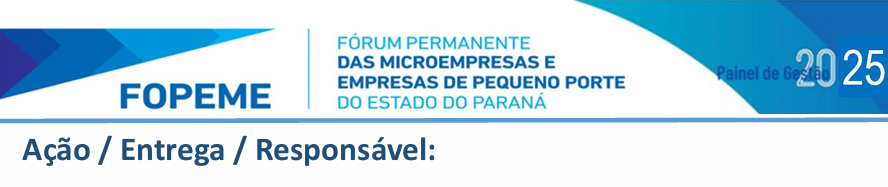 FOPEME
FÓRUM PERMANENTE
DAS MICROEMPRESAS E
EMPRESAS DE PEQUENO PORTE
DO ESTADO DO PARANÁ
Painel de Gestão
2025
Ação / Entrega / Responsável: